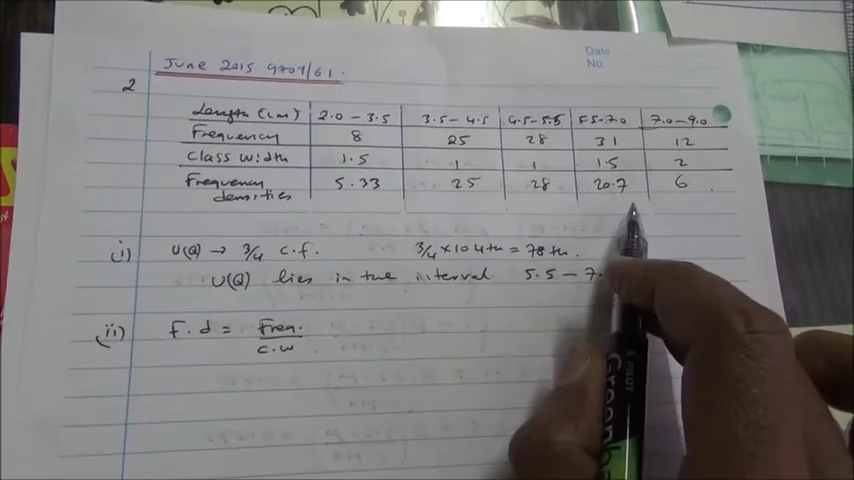 June 2015 9709/61.
Date
No.
2
Length (cm) 2.0 - 3.5 3.5 - 4.5 4.5 - 5.5 5.5-7.0 7.0-9.0
Frequency 8 25 28 31 12
Class width 1.5 1 1 1.5 2
Frequency densities 5.33 25 28 20.7 6
(i) U(Q) → 3/4 c.f. 3/4 × 104th = 78th.
U(Q) lies in the interval 5.5 - 7.
(ii) F.d = Freq.
c.w
PILOT